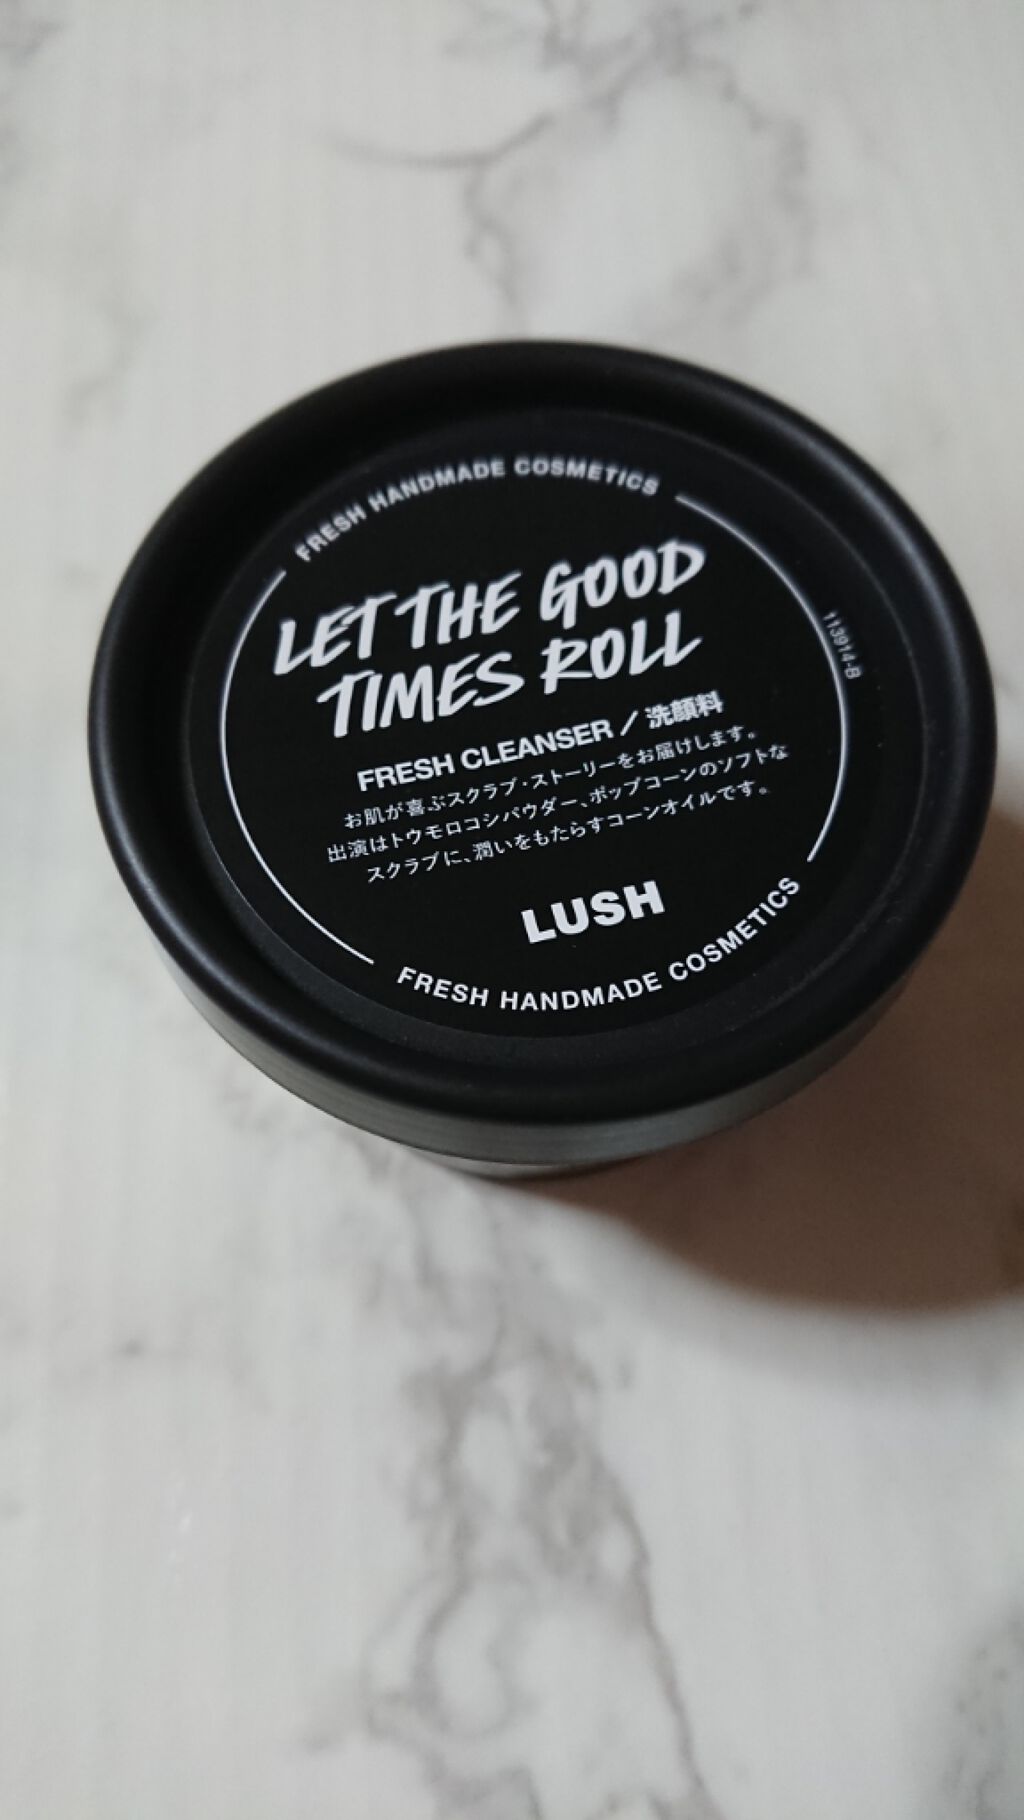 FRESH HANDMADE COSMETICS
LET THE GOOD
TIMES ROLL
113914-B
FRESH CLEANSER / 洗顔料
お肌が喜ぶスクラブ・ストーリーをお届けします。
出演はトウモロコシパウダー、ポップコーンのソフトな
スクラブに、潤いをもたらすコーンオイルです。
LUSH
FRESH HANDMADE COSMETICS